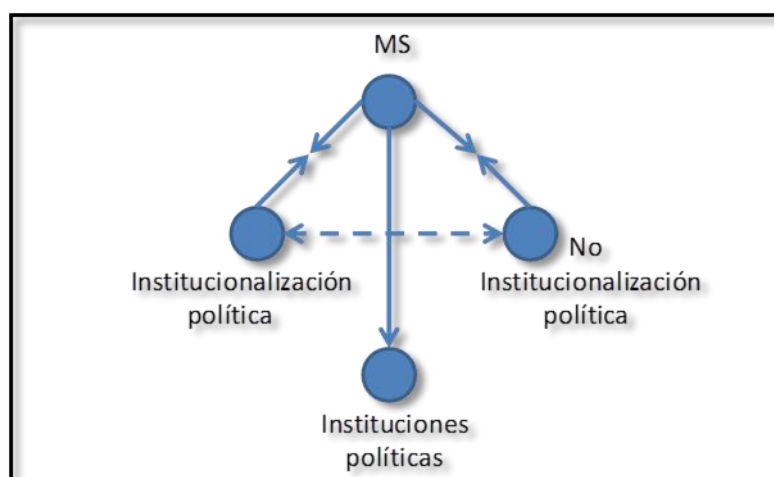 MS
Institucionalización
política
No
Institucionalización
política
Instituciones
políticas